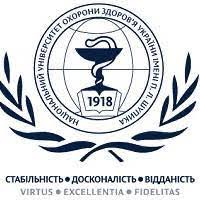 НАЦІОНАЛЬНИЙ УНІВЕРСИТЕТ ОХОРОНИ ЗДОРОВ'Я УКРАЇНИ ІМЕНІ П. Л. ШУПИКА
1918
СТАБІЛЬНІСТЬ • ДОСКОНАЛІСТЬ • ВІДДАНІСТЬ
VIRTUS • EXCELLENTIA • FIDELITAS